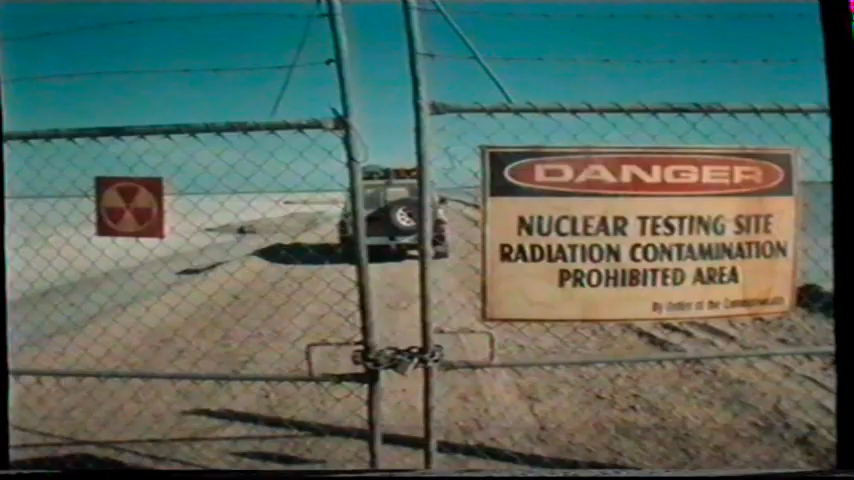 DANGER
NUCLEAR TESTING SITE
RADIATION CONTAMINATION
PROHIBITED AREA
By Order of the Commonwealth